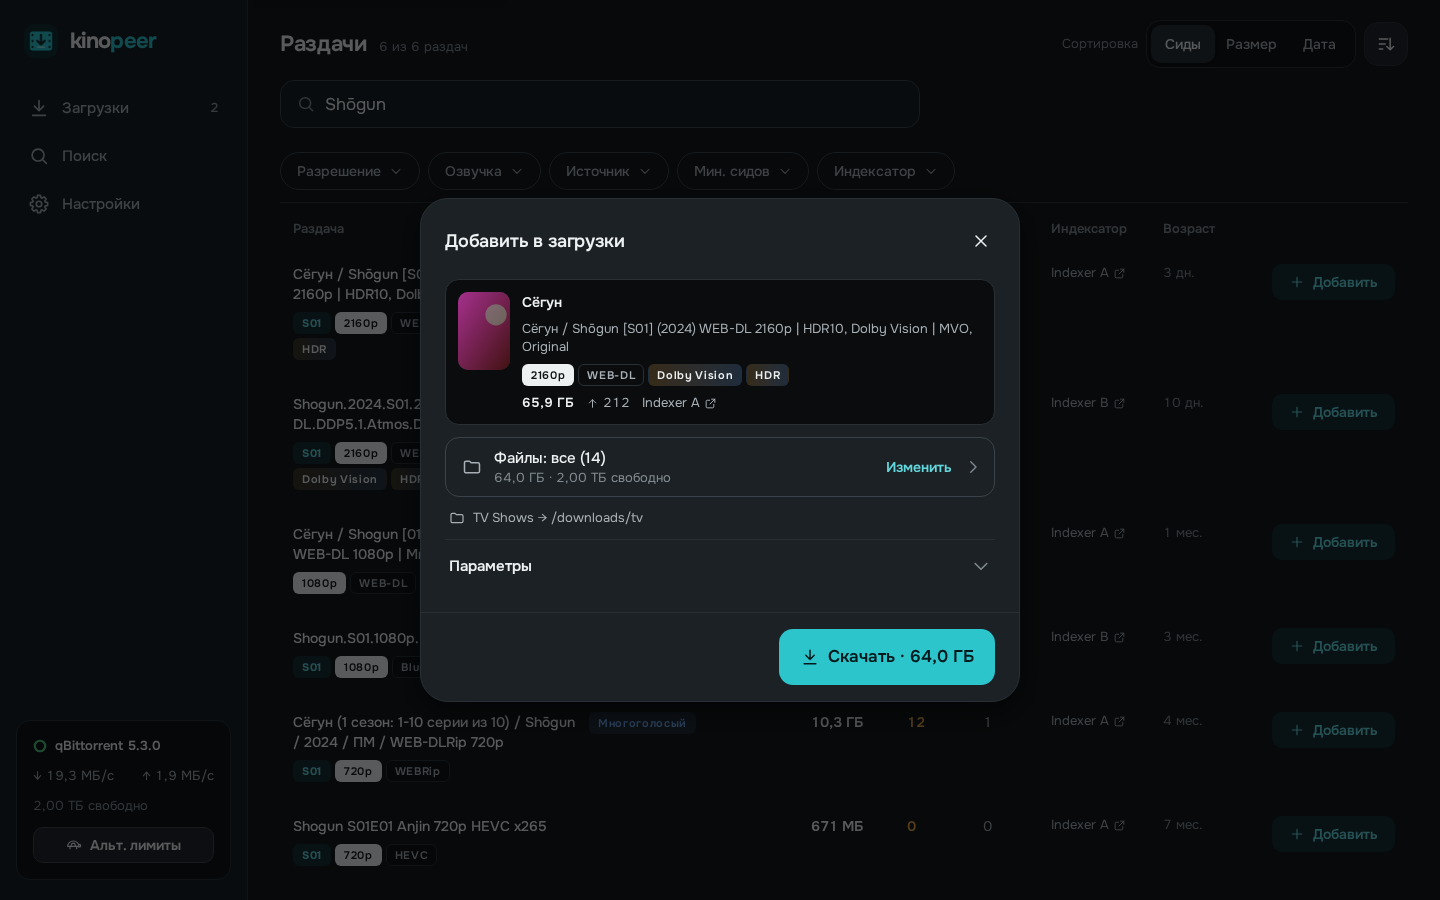 kinopeer
Загрузки 2
Поиск
Настройки
qBittorrent 5.3.0
↓ 19,3 МБ/с ↑ 1,9 МБ/с
2,00 ТБ свободно
Альт. лимиты
Раздачи 6 из 6 раздач
Сортировка Сиды Размер Дата
Shōgun
Разрешение Озвучка Источник Мин. сидов Индексатор
Раздача Индексатор Возраст
Сёгун / Shōgun [S0
2160p | HDR10, Dolb
S01 2160p WE
HDR
Indexer A 3 дн. + Добавить
Shogun.2024.S01.2
DL.DDP5.1.Atmos.D
S01 2160p WE
Dolby Vision HDR
Indexer B 10 дн. + Добавить
Сёгун / Shōgun [01
WEB-DL 1080p |
1080p WEB-DL
Indexer A 1 мес. + Добавить
Shogun.S01.1080p.
S01 1080p Blu
Indexer B 3 мес. + Добавить
Сёгун (1 сезон: 1-10 серии из 10) / Shōgun Многоголосый
/ 2024 / ПМ / WEB-DLRip 720p
S01 720p WEBRip
10,3 ГБ 12 1 Indexer A 4 мес. + Добавить
Shogun S01E01 Anjin 720p HEVC x265
S01 720p HEVC
671 МБ 0 0 Indexer A 7 мес. + Добавить
Добавить в загрузки
Сёгун
Сёгун / Shōgun [S01] (2024) WEB-DL 2160p | HDR10, Dolby Vision | MVO,
Original
2160p WEB-DL Dolby Vision HDR
65,9 ГБ ↑ 212 Indexer A
Файлы: все (14)
64,0 ГБ · 2,00 ТБ свободно
Изменить
TV Shows → /downloads/tv
Параметры
Скачать · 64,0 ГБ